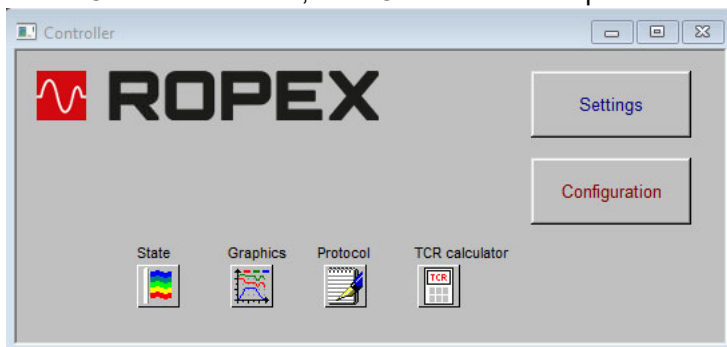 Controller
ROPEX
Settings
Configuration
State Graphics Protocol TCR calculator
TCR